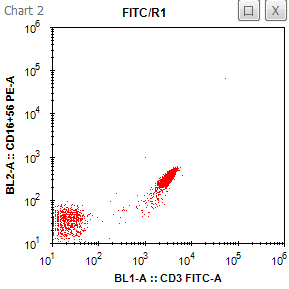 Chart 2
口 X
FITC/R1
BL2-A :: CD16+56 PE-A
10^6
10^5
10^4
10^3
10^2
10^1
10^1 10^2 10^3 10^4 10^5 10^6
BL1-A :: CD3 FITC-A